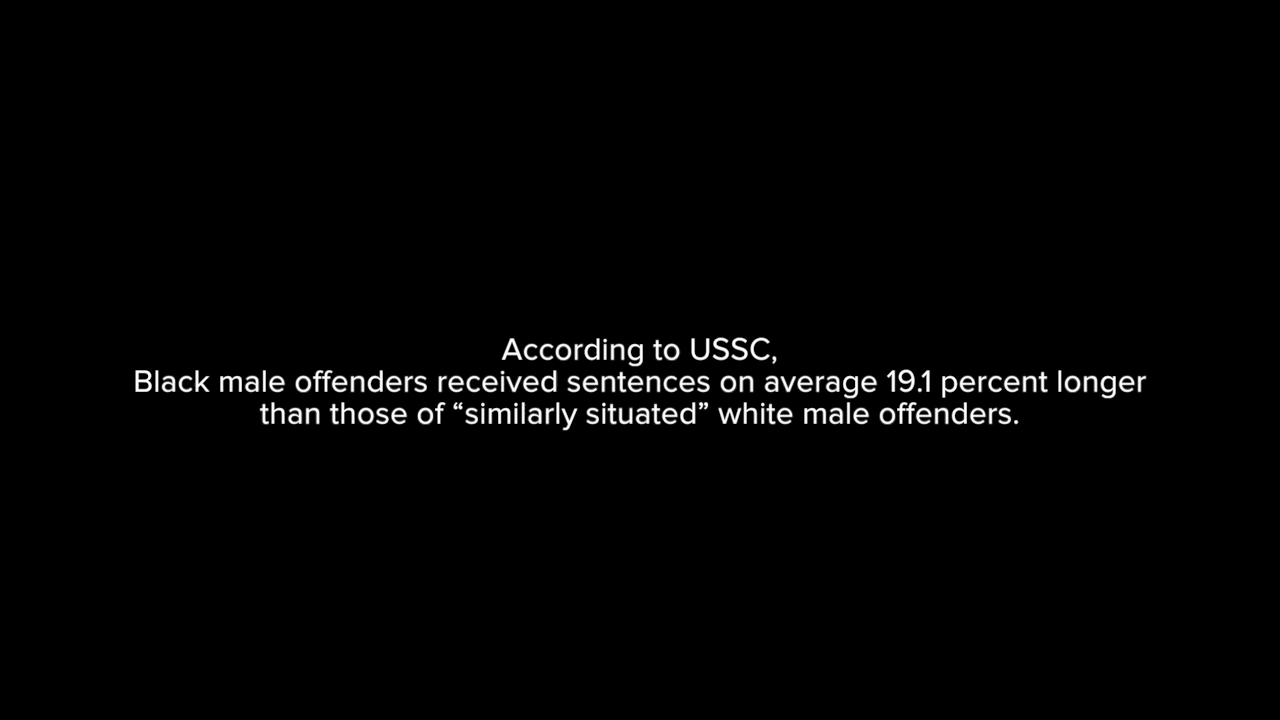 According to USSC,
Black male offenders received sentences on average 19.1 percent longer
than those of “similarly situated” white male offenders.